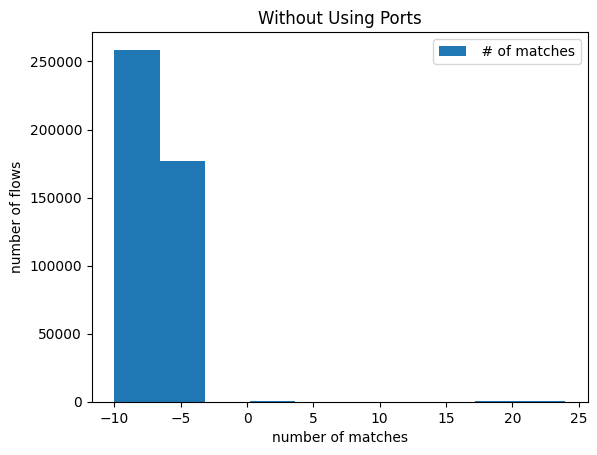 Without Using Ports
# of matches
number of flows
250000
200000
150000
100000
50000
0
−10 −5 0 5 10 15 20 25
number of matches